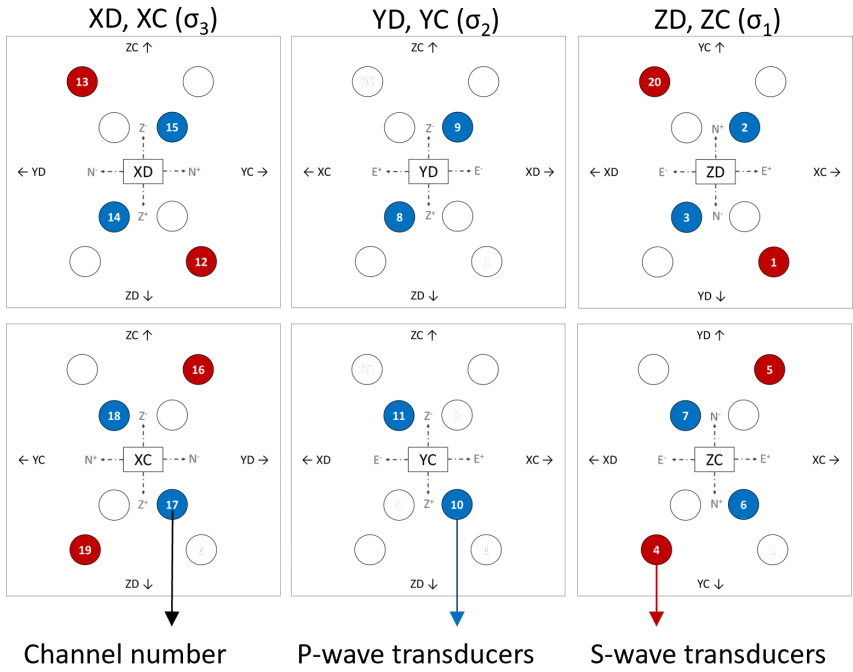 XD, XC (σ3) YD, YC (σ2) ZD, ZC (σ1)
ZC ↑ ZC ↑ YC ↑
13 20
15 9 2
Z- Z- N+
← YD N- XD N+ YC → ← XC E+ YD E- XD → ← XD E- ZD E+ XC →
14 8 3
Z+ Z+ N-
12 1
ZD ↓ ZD ↓ YD ↓
ZC ↑ ZC ↑ YD ↑
16 5
18 11 7
Z- Z- N-
← YC N+ XC N- YD → ← XD E- YC E+ XC → ← XD E- ZC E+ XC →
Z+ 17 Z+ 10 N+ 6
19 4
ZD ↓ ZD ↓ YC ↓
Channel number P-wave transducers S-wave transducers